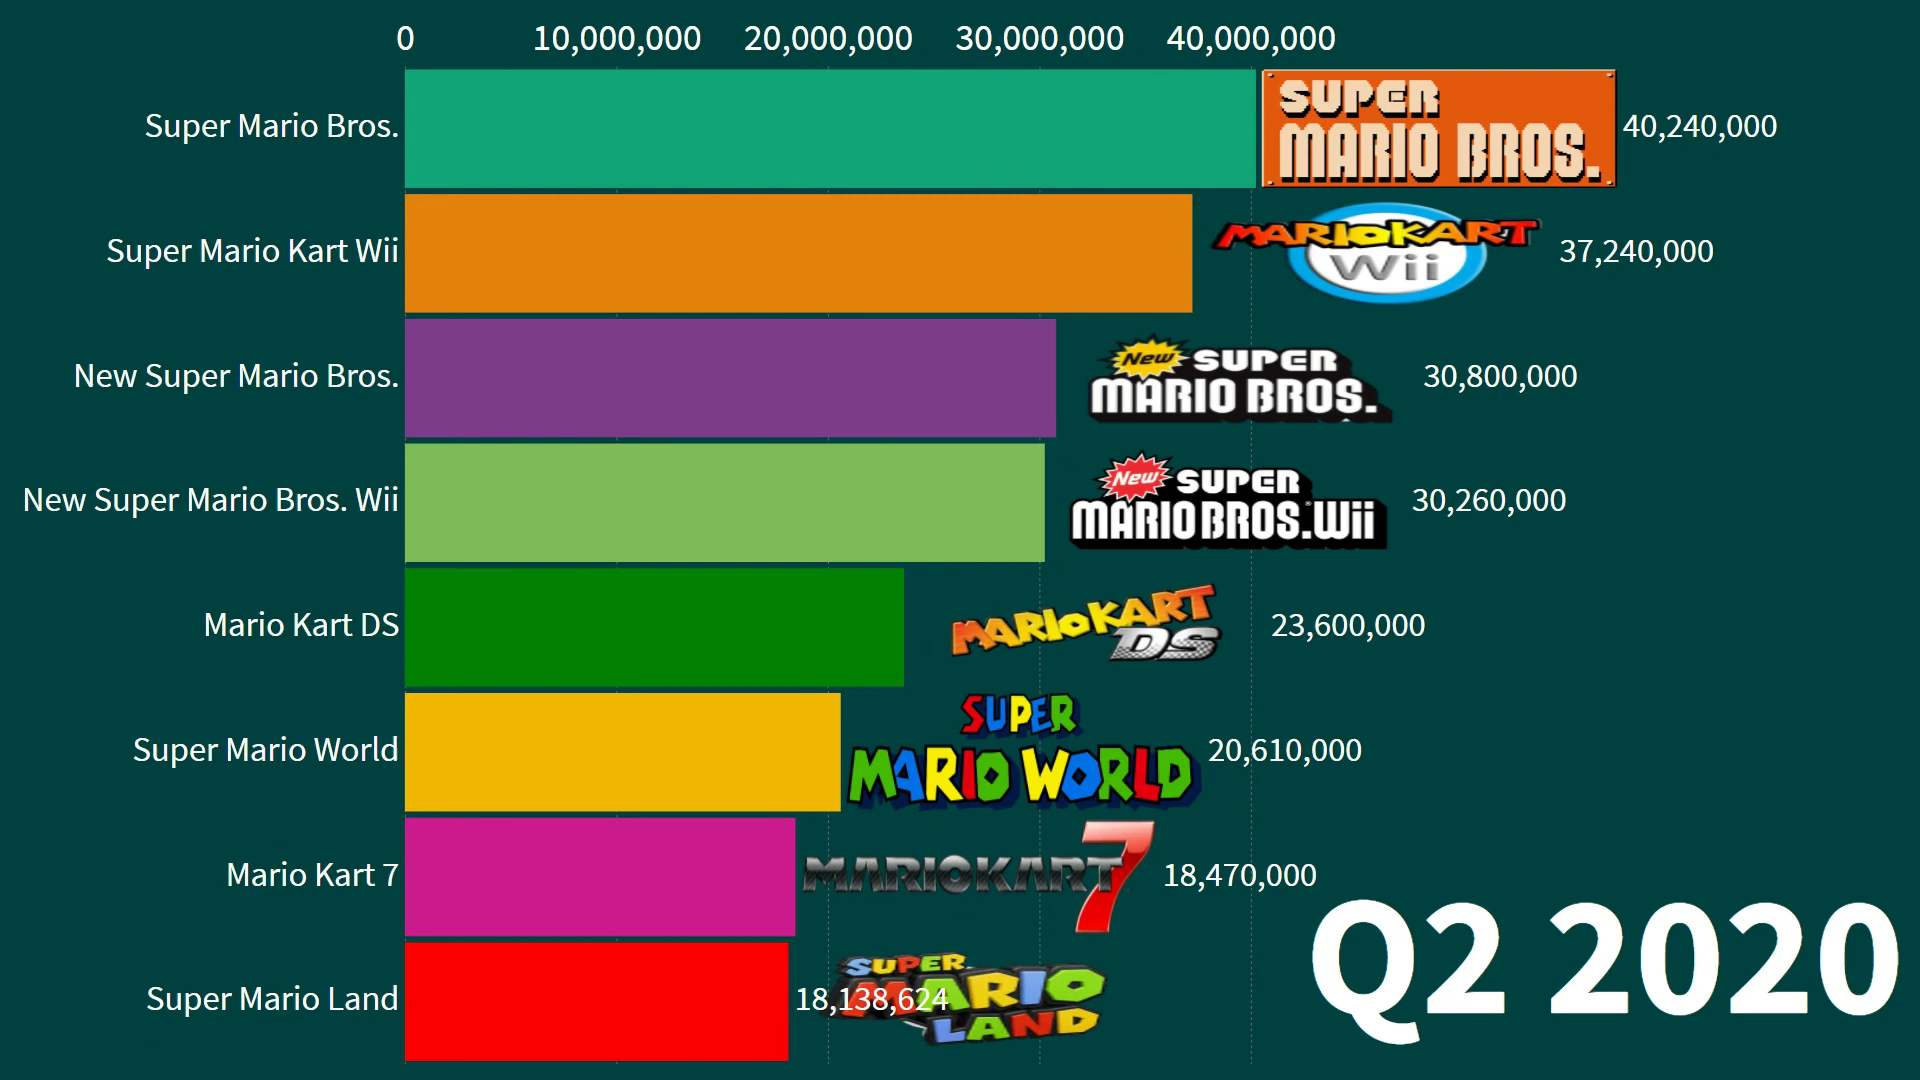 0 10,000,000 20,000,000 30,000,000 40,000,000
Super Mario Bros.
SUPER
MARIO BROS.
40,240,000
Super Mario Kart Wii
MARIOKART
Wii
37,240,000
New Super Mario Bros.
New SUPER
MARIO BROS.
30,800,000
New Super Mario Bros. Wii
New SUPER
MARIO BROS. Wii
30,260,000
Mario Kart DS
MARIO KART
DS
23,600,000
Super Mario World
SUPER
MARIO WORLD
20,610,000
Mario Kart 7
MARIOKART 7
18,470,000
Super Mario Land
SUPER
MARIO
LAND
18,138,624
Q2 2020